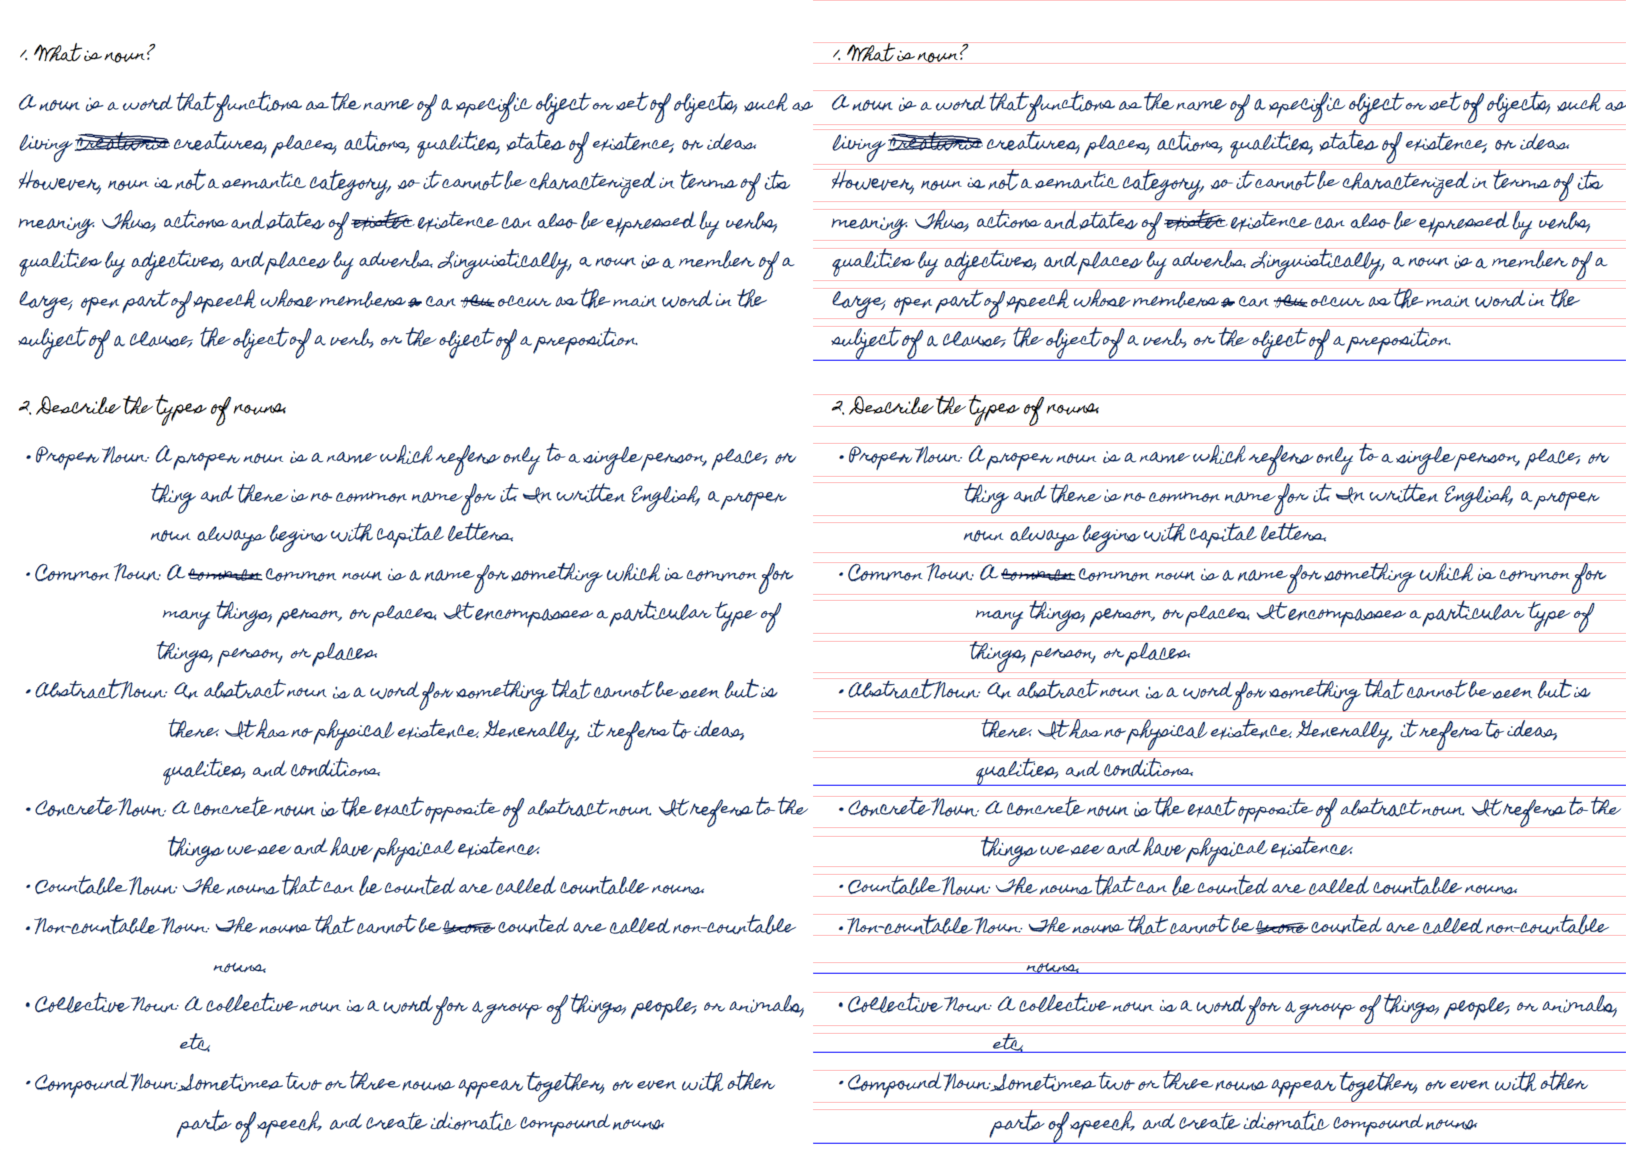 1. What is noun?
A noun is a word that functions as the name of a specific object or set of objects, such as
living creatures, places, actions, qualities, states of existence, or ideas.
However, noun is not a semantic category, so it cannot be characterized in terms of its
meaning. Thus, actions and states of existence can also be expressed by verbs,
qualities by adjectives, and places by adverbs. Linguistically, a noun is a member of a
large, open part of speech whose members can occur as the main word in the
subject of a clause, the object of a verb, or the object of a preposition.
2. Describe the types of nouns.
• Proper Noun: A proper noun is a name which refers only to a single person, place, or
thing and there is no common name for it. In written English, a proper
noun always begins with capital letters.
• Common Noun: A common noun is a name for something which is common for
many things, person, or places. It encompasses a particular type of
things, person, or places.
• Abstract Noun: An abstract noun is a word for something that cannot be seen but is
there. It has no physical existence. Generally, it refers to ideas,
qualities, and conditions.
• Concrete Noun: A concrete noun is the exact opposite of abstract noun. It refers to the
things we see and have physical existence.
• Countable Noun: The nouns that can be counted are called countable nouns.
• Non-countable Noun: The nouns that cannot be counted are called non-countable
nouns.
• Collective Noun: A collective noun is a word for a group of things, people, or animals,
etc.
• Compound Noun: Sometimes two or three nouns appear together, or even with other
parts of speech, and create idiomatic compound nouns.
1. What is noun?
A noun is a word that functions as the name of a specific object or set of objects, such as
living creatures, places, actions, qualities, states of existence, or ideas.
However, noun is not a semantic category, so it cannot be characterized in terms of its
meaning. Thus, actions and states of existence can also be expressed by verbs,
qualities by adjectives, and places by adverbs. Linguistically, a noun is a member of a
large, open part of speech whose members can occur as the main word in the
subject of a clause, the object of a verb, or the object of a preposition.
2. Describe the types of nouns.
• Proper Noun: A proper noun is a name which refers only to a single person, place, or
thing and there is no common name for it. In written English, a proper
noun always begins with capital letters.
• Common Noun: A common noun is a name for something which is common for
many things, person, or places. It encompasses a particular type of
things, person, or places.
• Abstract Noun: An abstract noun is a word for something that cannot be seen but is
there. It has no physical existence. Generally, it refers to ideas,
qualities, and conditions.
• Concrete Noun: A concrete noun is the exact opposite of abstract noun. It refers to the
things we see and have physical existence.
• Countable Noun: The nouns that can be counted are called countable nouns.
• Non-countable Noun: The nouns that cannot be counted are called non-countable
nouns.
• Collective Noun: A collective noun is a word for a group of things, people, or animals,
etc.
• Compound Noun: Sometimes two or three nouns appear together, or even with other
parts of speech, and create idiomatic compound nouns.